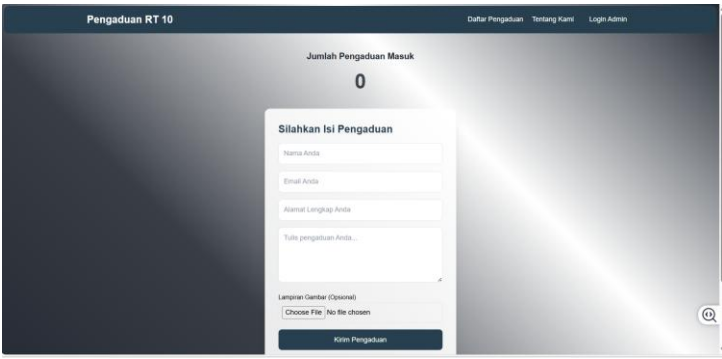 Pengaduan RT 10
Daftar Pengaduan Tentang Kami Login Admin
Jumlah Pengaduan Masuk
0
Silahkan Isi Pengaduan
Nama Anda
Email Anda
Alamat Lengkap Anda
Tulis pengaduan Anda...
Lampiran Gambar (Opsional)
Choose File No file chosen
Kirim Pengaduan